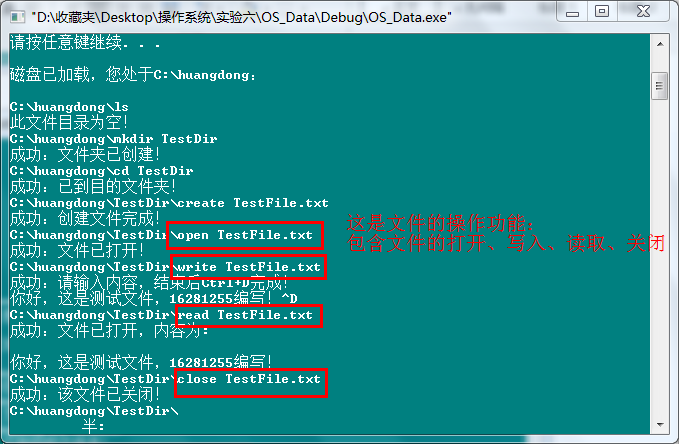 "D:\收藏夹\Desktop\操作系统\实验六\OS_Data\Debug\OS_Data.exe"
请按任意键继续. . .
磁盘已加载，您处于C:\huangdong：
C:\huangdong\ls
此文件目录为空！
C:\huangdong\mkdir TestDir
成功：文件夹已创建！
C:\huangdong\cd TestDir
成功：已到目的文件夹！
C:\huangdong\TestDir\create TestFile.txt
成功：创建文件完成！
C:\huangdong\TestDir\open TestFile.txt
成功：文件已打开！
C:\huangdong\TestDir\write TestFile.txt
成功：请输入内容，结束后Ctrl+D完成！
你好，这是测试文件，16281255编写！^D
C:\huangdong\TestDir\read TestFile.txt
成功：文件已打开，内容为：
你好，这是测试文件，16281255编写！
C:\huangdong\TestDir\close TestFile.txt
成功：该文件已关闭！
C:\huangdong\TestDir\
半：
这是文件的操作功能：
包含文件的打开、写入、读取、关闭